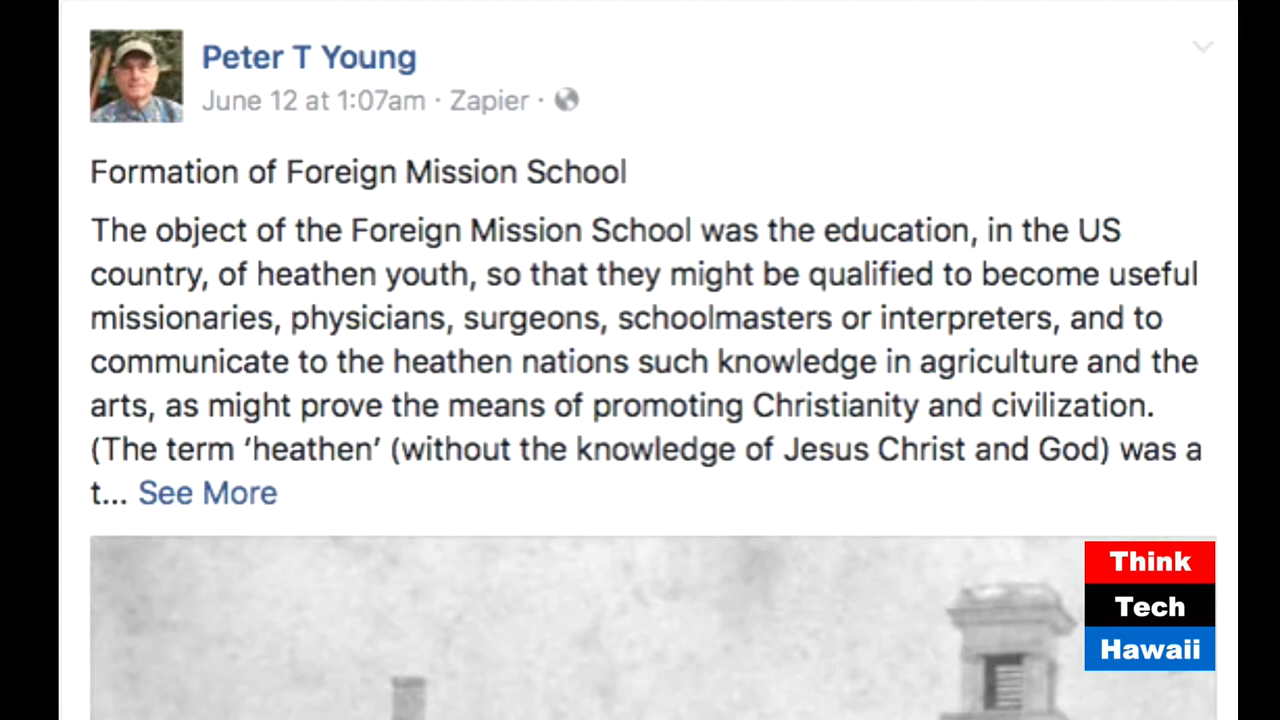 Peter T Young
June 12 at 1:07am · Zapier ·
Formation of Foreign Mission School
The object of the Foreign Mission School was the education, in the US
country, of heathen youth, so that they might be qualified to become useful
missionaries, physicians, surgeons, schoolmasters or interpreters, and to
communicate to the heathen nations such knowledge in agriculture and the
arts, as might prove the means of promoting Christianity and civilization.
(The term ‘heathen’ (without the knowledge of Jesus Christ and God) was a
t... See More
Think
Tech
Hawaii